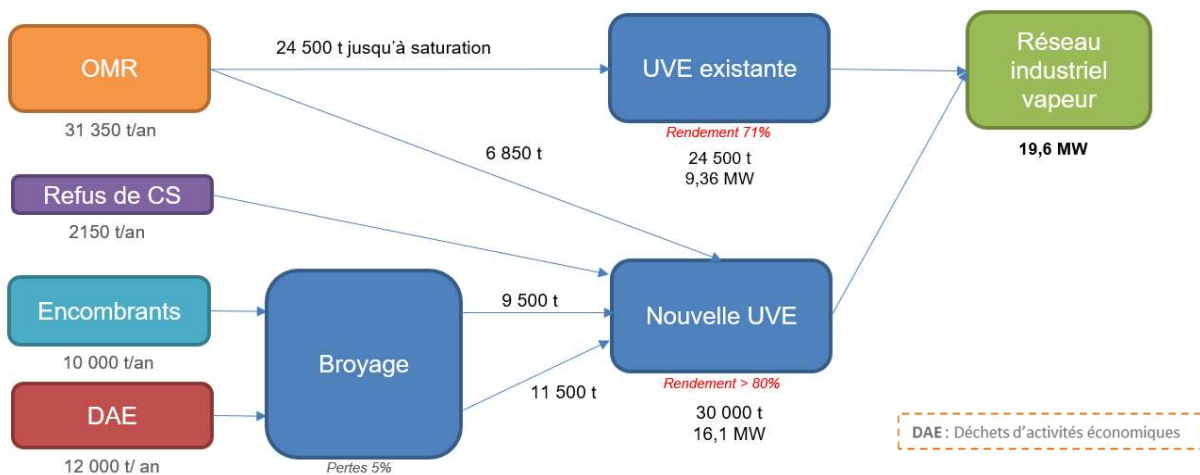 OMR
31 350 t/an
24 500 t jusqu'à saturation
UVE existante
Rendement 71%
24 500 t
9,36 MW
Réseau
industriel
vapeur
19,6 MW
6 850 t
Refus de CS
2150 t/an
Encombrants
10 000 t/an
DAE
12 000 t/ an
Broyage
Pertes 5%
9 500 t
11 500 t
Nouvelle UVE
Rendement > 80%
30 000 t
16,1 MW
DAE : Déchets d'activités économiques